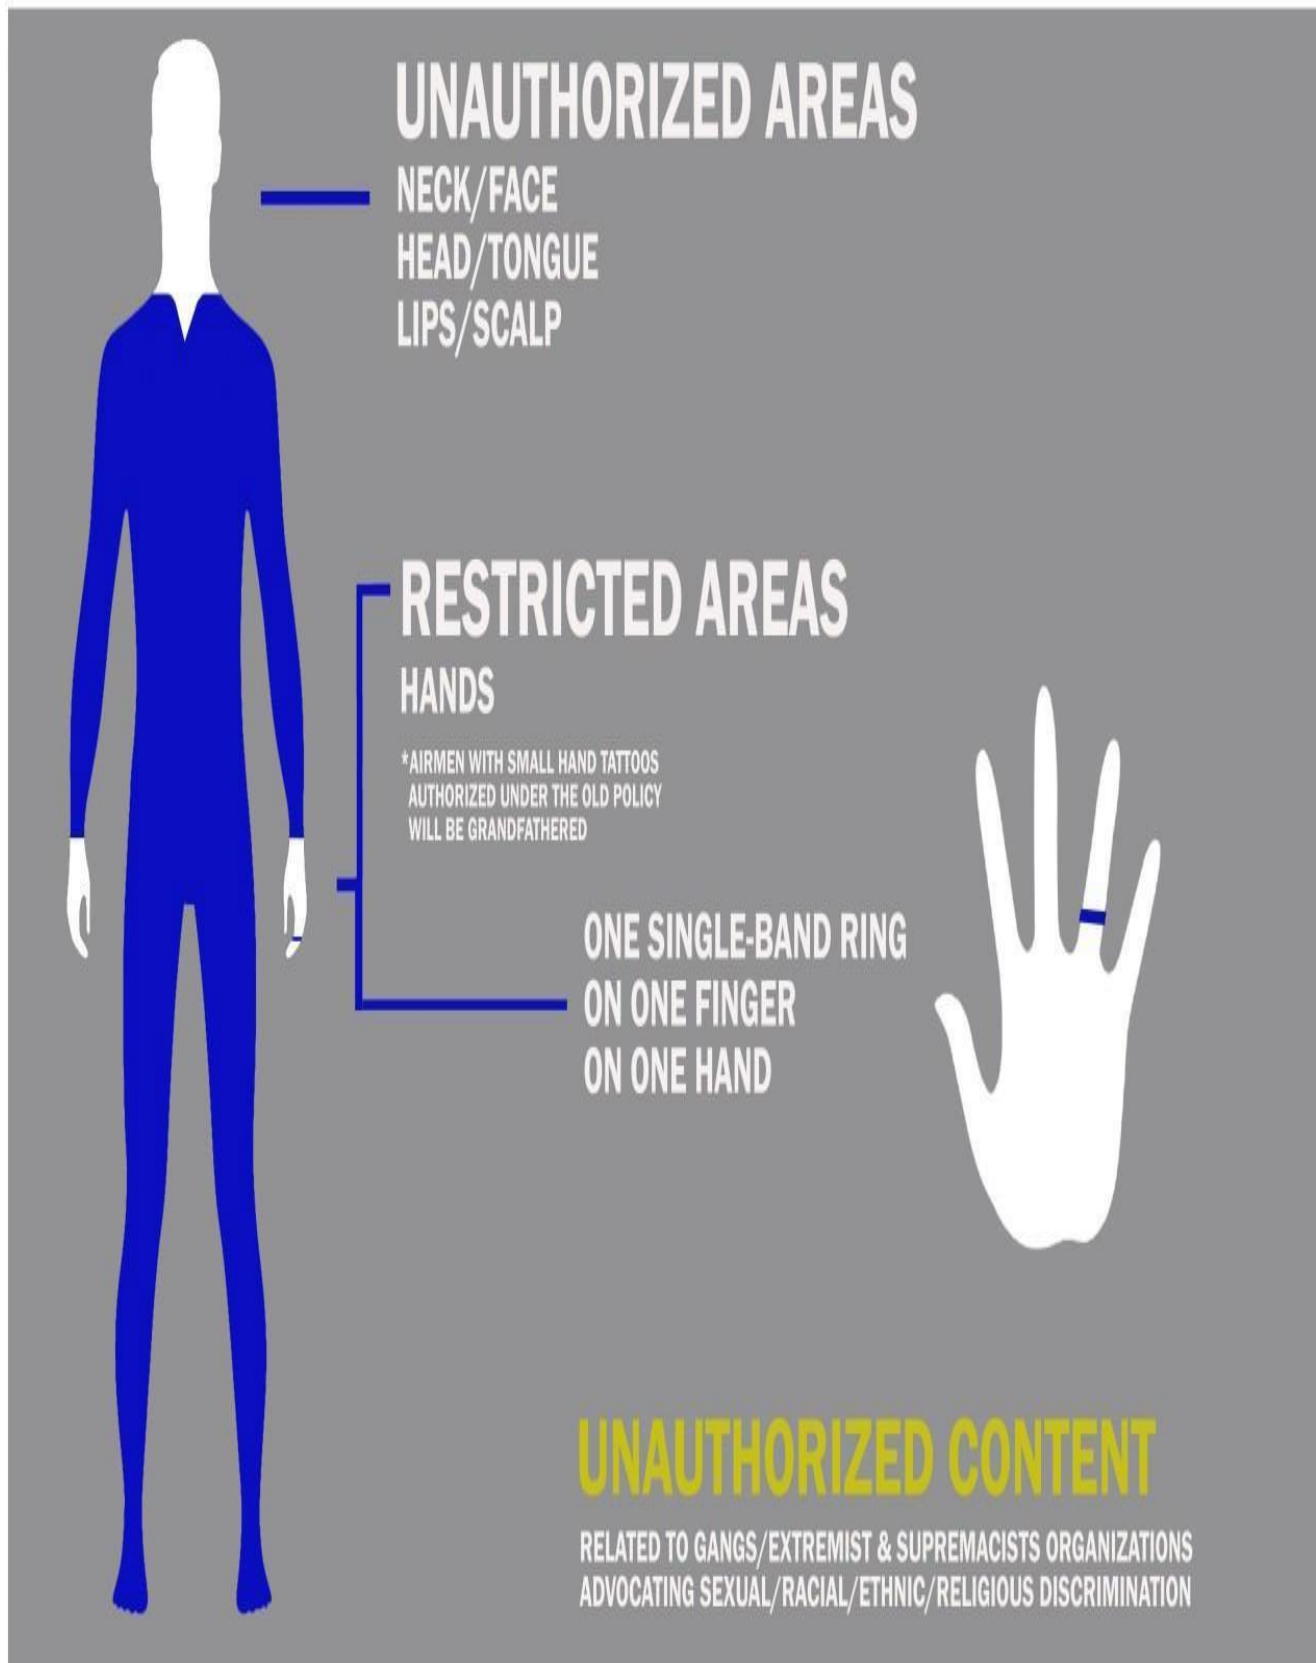 UNAUTHORIZED AREAS
NECK/FACE
HEAD/TONGUE
LIPS/SCALP
RESTRICTED AREAS
HANDS
*AIRMEN WITH SMALL HAND TATTOOS
AUTHORIZED UNDER THE OLD POLICY
WILL BE GRANDFATHERED
ONE SINGLE-BAND RING
ON ONE FINGER
ON ONE HAND
UNAUTHORIZED CONTENT
RELATED TO GANGS/EXTREMIST & SUPREMACISTS ORGANIZATIONS
ADVOCATING SEXUAL/RACIAL/ETHNIC/RELIGIOUS DISCRIMINATION